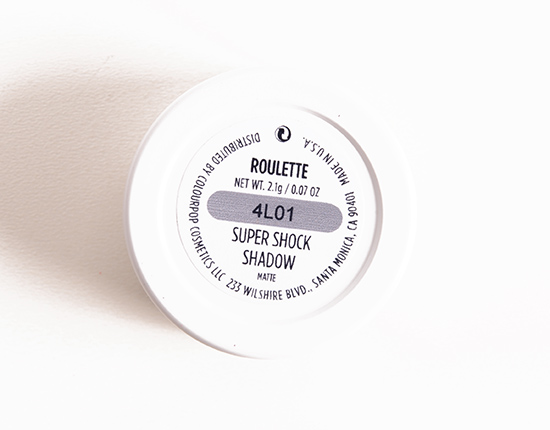 ROULETTE
NET WT. 2.1g / 0.07 OZ
4L01
SUPER SHOCK
SHADOW
MATTE
DISTRIBUTED BY COLOURPOP COSMETICS LLC 233 WILSHIRE BLVD., SANTA MONICA, CA 90401 MADE IN U.S.A.